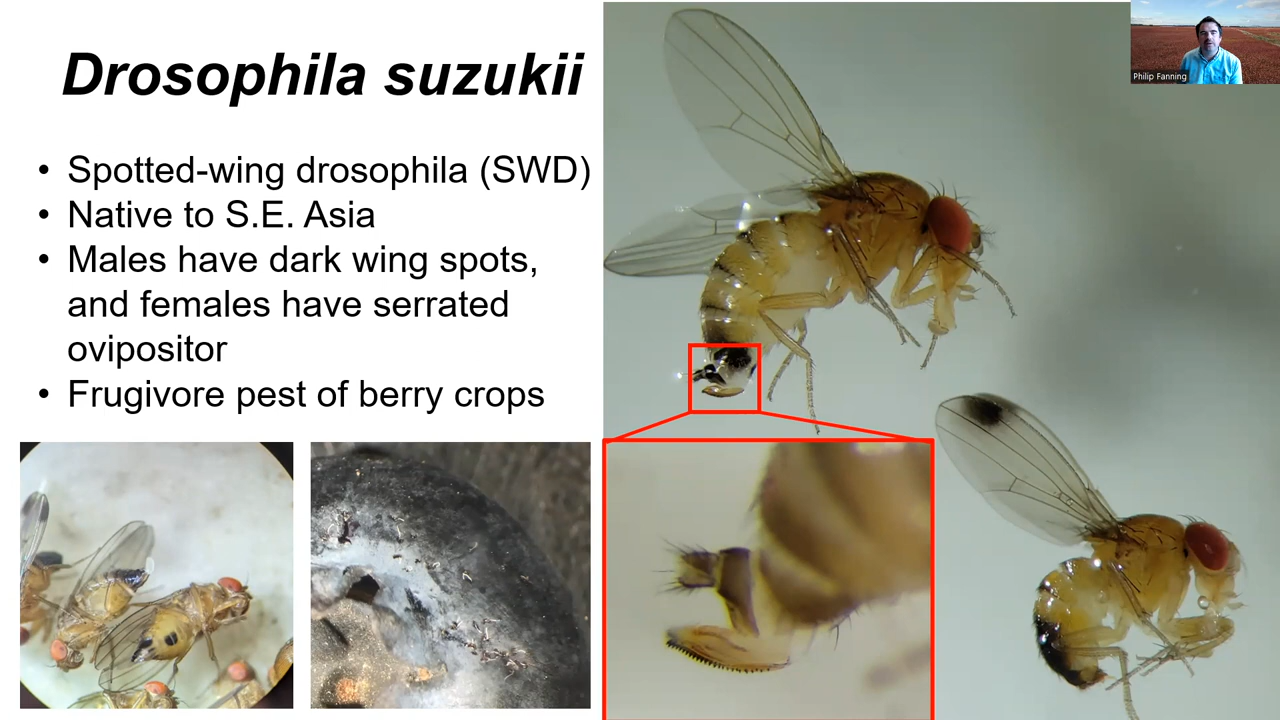 Drosophila suzukii
• Spotted-wing drosophila (SWD)
• Native to S.E. Asia
• Males have dark wing spots,
and females have serrated
ovipositor
• Frugivore pest of berry crops
Philip Fanning